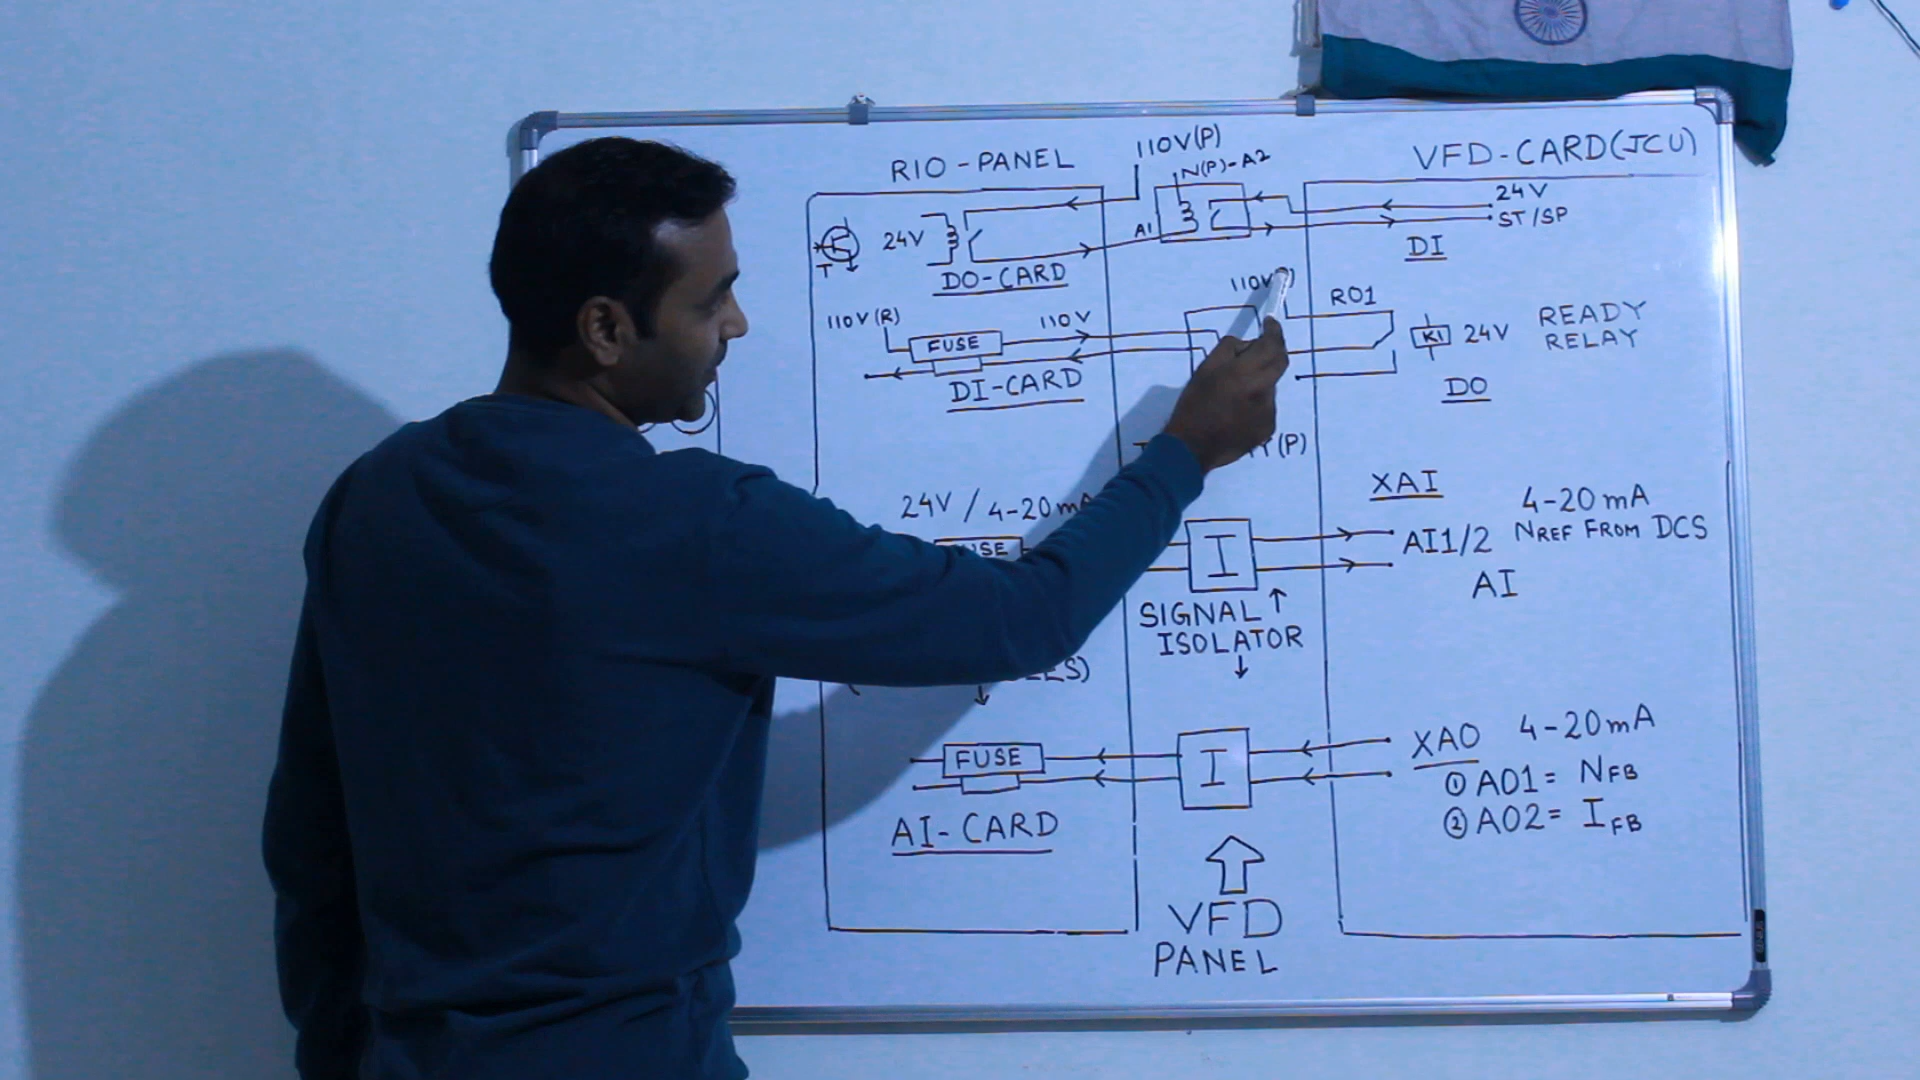 RIO-PANEL
110V(P)
N(P)-A2
VFD-CARD(JCU)
24V
ST/SP
DI
A1
T
24V
DO-CARD
110V(R)
FUSE
110V
DI-CARD
110V
RO1
K1
24V
READY
RELAY
DO
(P)
24V / 4-20mA
FUSE
I
SIGNAL
ISOLATOR
XAI
4-20mA
AI1/2
NREF FROM DCS
AI
FUSE
AI-CARD
I
XAO
4-20mA
① AO1 = NFB
② AO2 = IFB
VFD
PANEL